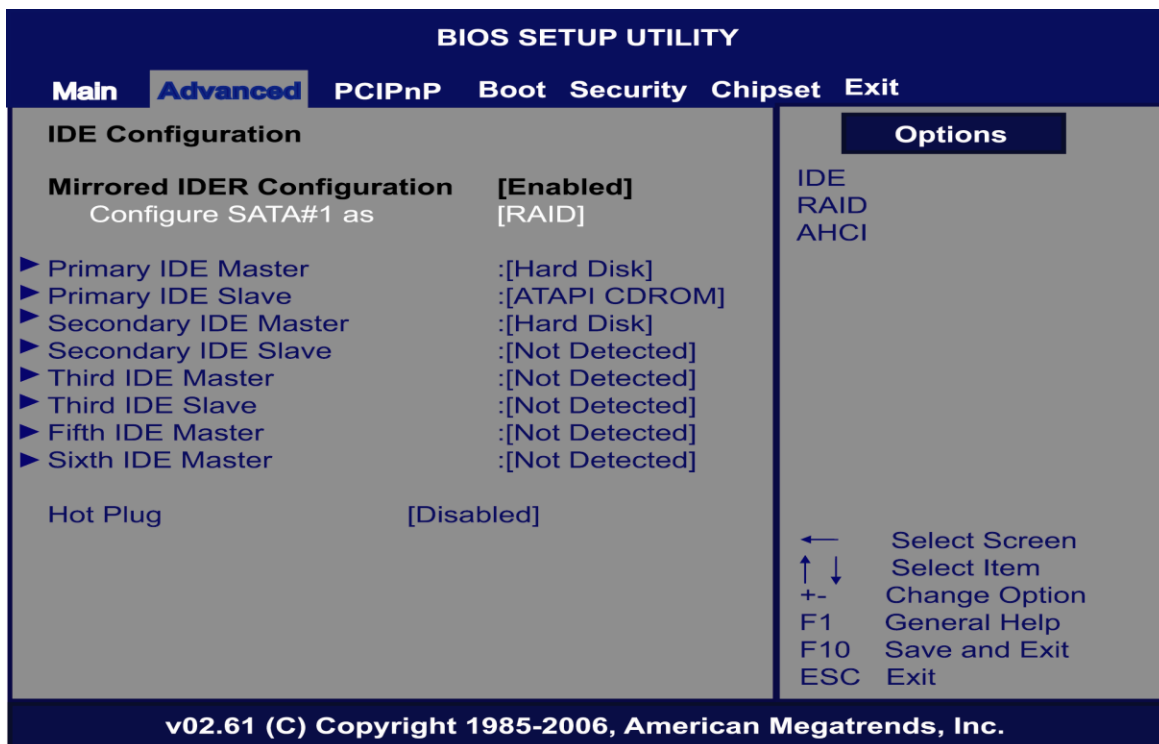 BIOS SETUP UTILITY
Main Advanced PCIPnP Boot Security Chipset Exit
IDE Configuration
Mirrored IDER Configuration [Enabled]
Configure SATA#1 as [RAID]
Primary IDE Master :[Hard Disk]
Primary IDE Slave :[ATAPI CDROM]
Secondary IDE Master :[Hard Disk]
Secondary IDE Slave :[Not Detected]
Third IDE Master :[Not Detected]
Third IDE Slave :[Not Detected]
Fifth IDE Master :[Not Detected]
Sixth IDE Master :[Not Detected]
Hot Plug [Disabled]
Options
IDE
RAID
AHCI
← Select Screen
↑ ↓ Select Item
+- Change Option
F1 General Help
F10 Save and Exit
ESC Exit
v02.61 (C) Copyright 1985-2006, American Megatrends, Inc.